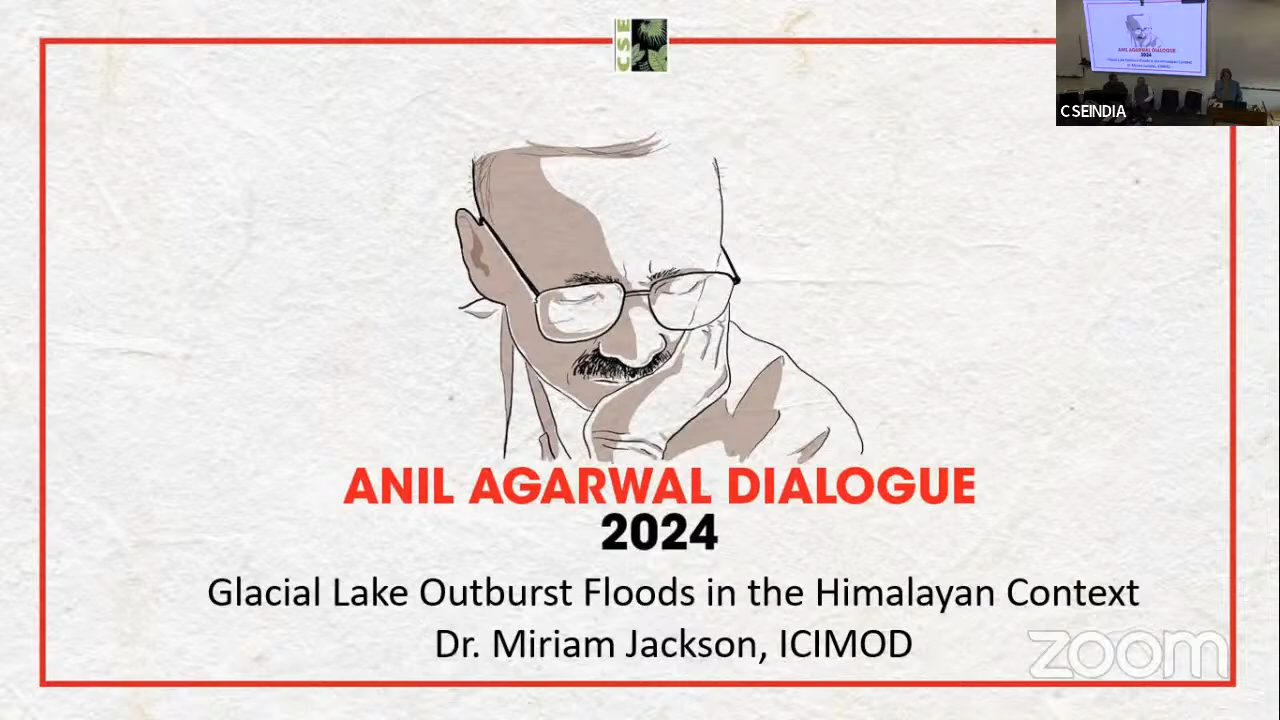 CSE
CSEINDIA
ANIL AGARWAL DIALOGUE
2024
Glacial Lake Outburst Floods in the Himalayan Context
Dr. Miriam Jackson, ICIMOD
zoom